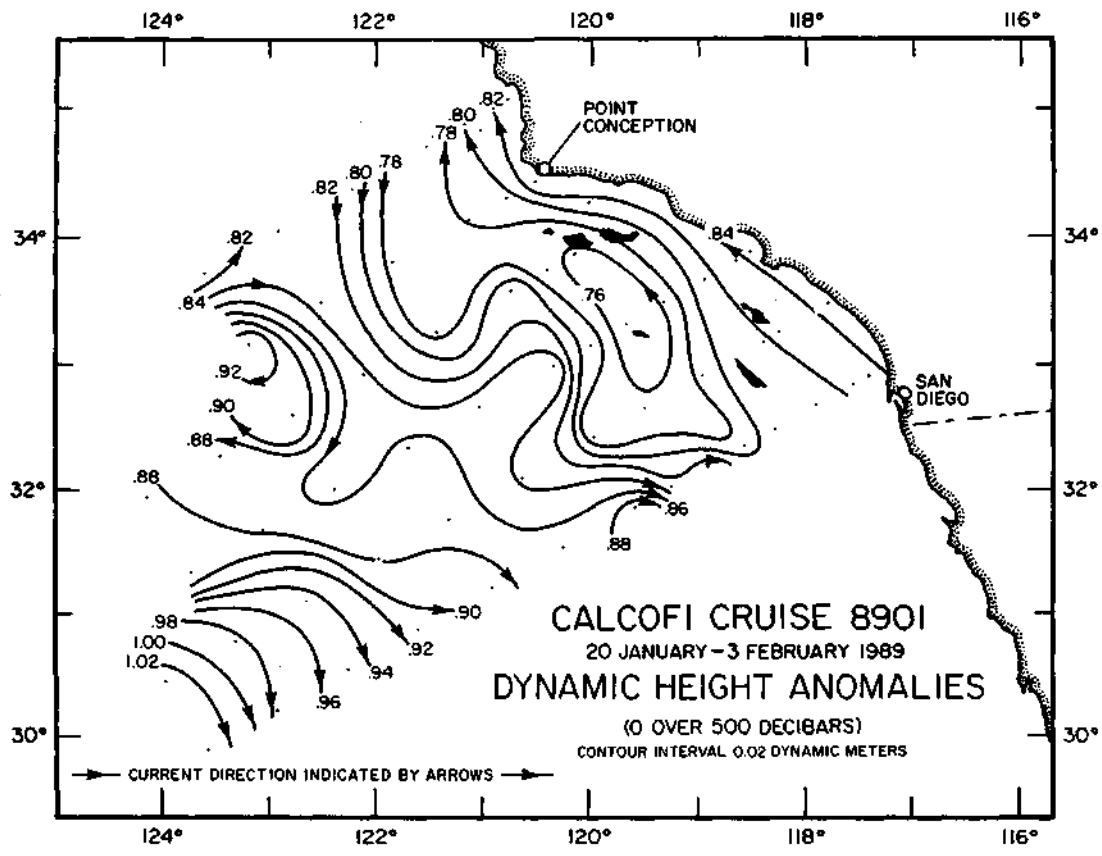 124° 122° 120° 118° 116°
.82
.80
.78
POINT
CONCEPTION
.82
.80
.78
34°
.82
.84
34°
.84
.76
.92
.90
.88
SAN
DIEGO
32°
.88
.86
.88
32°
.90
.92
.94
.96
.98
1.00
1.02
CALCOFI CRUISE 8901
20 JANUARY – 3 FEBRUARY 1989
DYNAMIC HEIGHT ANOMALIES
(0 OVER 500 DECIBARS)
CONTOUR INTERVAL 0.02 DYNAMIC METERS
30°
30°
CURRENT DIRECTION INDICATED BY ARROWS
124° 122° 120° 118° 116°